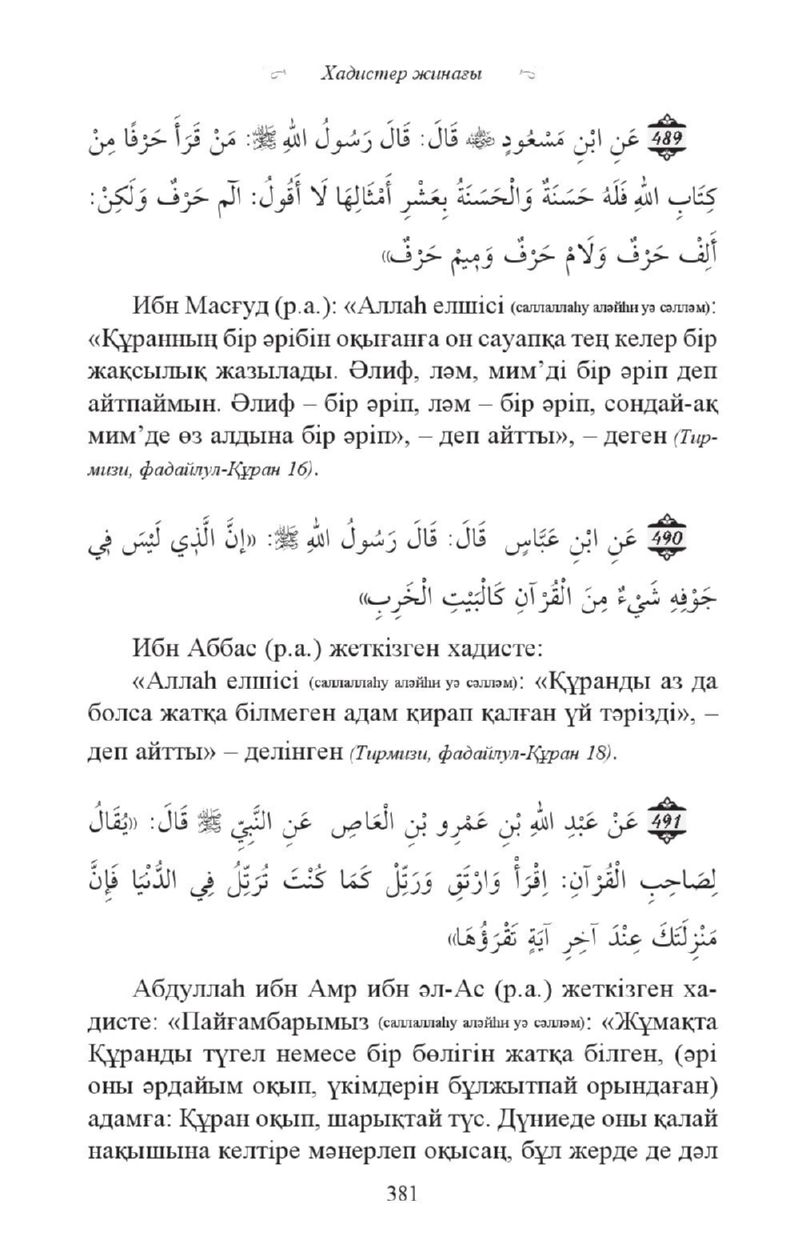 Хадистер жинағы
489 عَنِ ابْنِ مَسْعُودٍ ﷺ قَالَ: قَالَ رَسُولُ اللهِ ﷺ: مَنْ قَرَأَ حَرْفًا مِنْ
كِتَابِ اللهِ فَلَهُ حَسَنَةٌ وَالْحَسَنَةُ بِعَشْرِ أَمْثَالِهَا لَا أَقُولُ: الٓم حَرْفٌ وَلَكِنْ:
أَلِفْ حَرْفٌ وَلَامْ حَرْفٌ وَمِيمْ حَرْفٌ»
Ибн Масғуд (р.а.): «Аллаһ елшісі (саллаллаһу аләйһи уә сәлләм):
«Құранның бір әрібін оқығанға он сауапқа тең келер бір
жақсылық жазылады. Әлиф, ләм, мим’ді бір әріп деп
айтпаймын. Әлиф – бір әріп, ләм – бір әріп, сондай-ақ
мим’де өз алдына бір әріп», – деп айтты», – деген (Тир-
мизи, фадайлул-Құран 16).
490 عَنِ ابْنِ عَبَّاسٍ قَالَ: قَالَ رَسُولُ اللهِ ﷺ: «إِنَّ الَّذِي لَيْسَ فِي
جَوْفِهِ شَيْءٌ مِنَ الْقُرْآنِ كَالْبَيْتِ الْخَرِبِ»
Ибн Аббас (р.а.) жеткізген хадисте:
«Аллаһ елшісі (саллаллаһу аләйһи уә сәлләм): «Құранды аз да
болса жатқа білмеген адам қирап қалған үй тәрізді», –
деп айтты» – делінген (Тирмизи, фадайлул-Құран 18).
491 عَنْ عَبْدِ اللهِ بْنِ عَمْرِو بْنِ الْعَاصِ عَنِ النَّبِيِّ ﷺ قَالَ: «يُقَالُ
لِصَاحِبِ الْقُرْآنِ: اِقْرَأْ وَارْتَقِ وَرَتِّلْ كَمَا كُنْتَ تُرَتِّلُ فِي الدُّنْيَا فَإِنَّ
مَنْزِلَتَكَ عِنْدَ آخِرِ آيَةٍ تَقْرَؤُهَا»
Абдуллаһ ибн Амр ибн әл-Ас (р.а.) жеткізген ха-
дисте: «Пайғамбарымыз (саллаллаһу аләйһи уә сәлләм): «Жұмақта
Құранды түгел немесе бір бөлігін жатқа білген, (әрі
оны әрдайым оқып, үкімдерін бұлжытпай орындаған)
адамға: Құран оқып, шарықтай түс. Дүниеде оны қалай
нақышына келтіре мәнерлеп оқысаң, бұл жерде де дәл
381